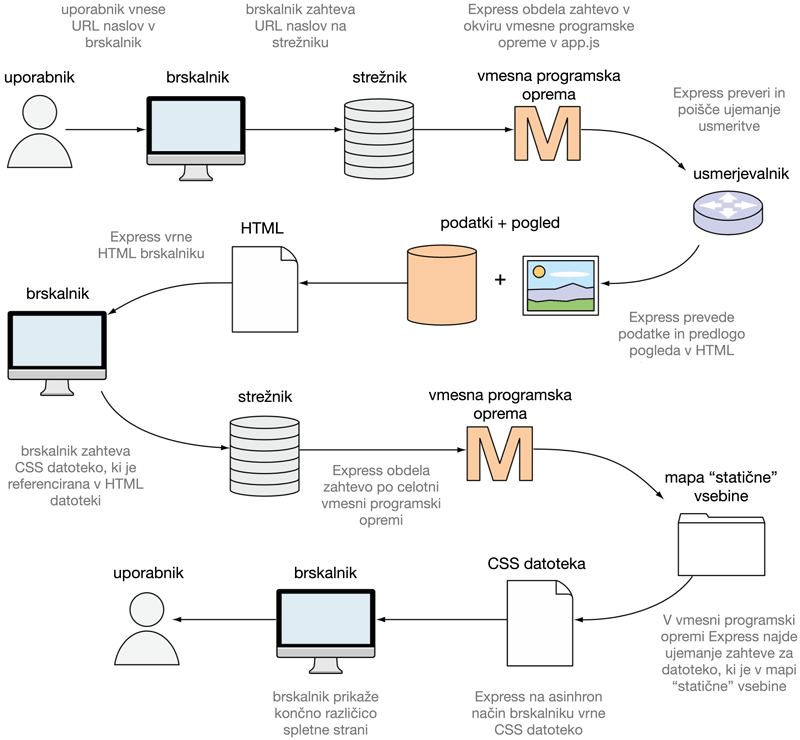 uporabnik vnese
URL naslov v
brskalnik
brskalnik zahteva
URL naslov na
strežniku
Express obdela zahtevo v
okviru vmesne programske
opreme v app.js
uporabnik
brskalnik
strežnik
vmesna programska
oprema
M
Express preveri in
poišče ujemanje
usmeritve
usmerjevalnik
Express vrne
HTML brskalniku
HTML
podatki + pogled
+
Express prevede
podatke in predlogo
pogleda v HTML
brskalnik
strežnik
vmesna programska
oprema
M
brskalnik zahteva
CSS datoteko, ki je
referencirana v HTML
datoteki
Express obdela
zahtevo po celotni
vmesni programski
opremi
mapa “statične”
vsebine
uporabnik
brskalnik
CSS datoteka
V vmesni programski
opremi Express najde
ujemanje zahteve za
datoteko, ki je v mapi
“statične” vsebine
brskalnik prikaže
končno različico
spletne strani
Express na asinhron
način brskalniku vrne
CSS datoteko